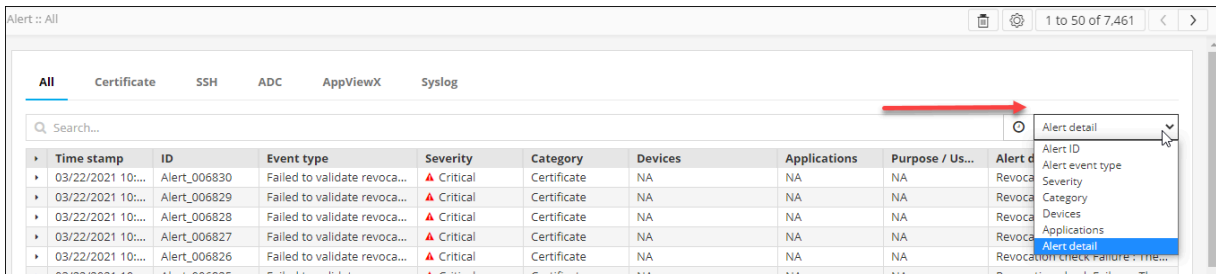 Alert :: All
1 to 50 of 7,461
All Certificate SSH ADC AppViewX Syslog
Search...
Alert detail
Alert ID
Alert event type
Severity
Category
Devices
Applications
Alert detail
Time stamp ID Event type Severity Category Devices Applications Purpose / Us... Alert d
03/22/2021 10:... Alert_006830 Failed to validate revoca... Critical Certificate NA NA NA Revoca
03/22/2021 10:... Alert_006829 Failed to validate revoca... Critical Certificate NA NA NA Revoca
03/22/2021 10:... Alert_006828 Failed to validate revoca... Critical Certificate NA NA NA Revoca
03/22/2021 10:... Alert_006827 Failed to validate revoca... Critical Certificate NA NA NA Revoca
03/22/2021 10:... Alert_006826 Failed to validate revoca... Critical Certificate NA NA NA Revocation check Failure : The...